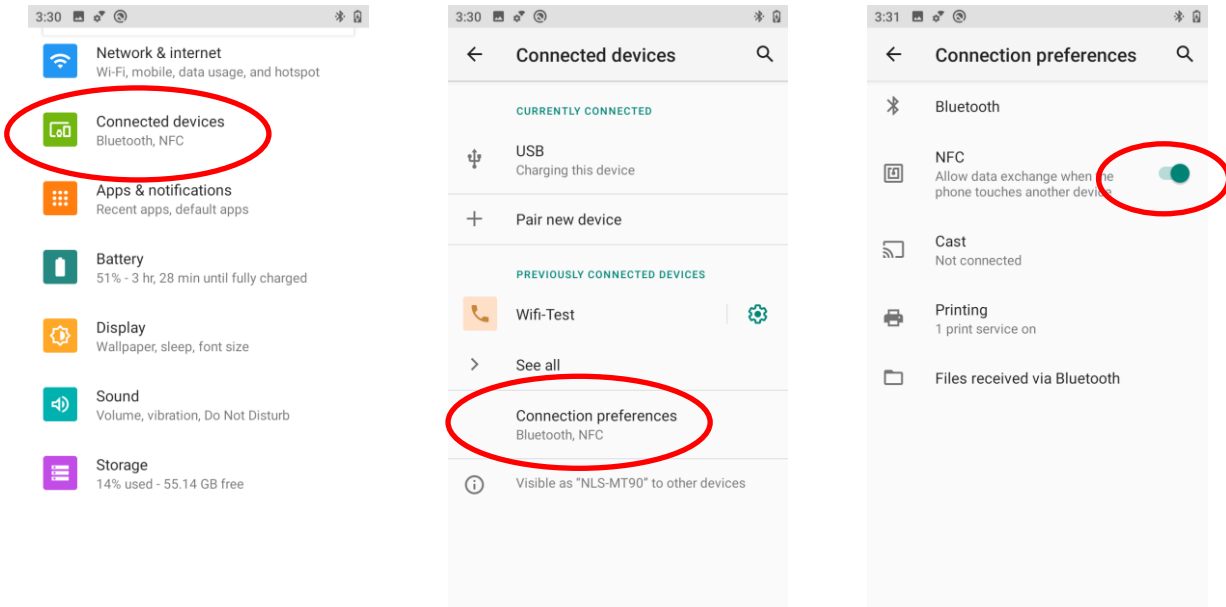 3:30
Network & internet
Wi-Fi, mobile, data usage, and hotspot
Connected devices
Bluetooth, NFC
Apps & notifications
Recent apps, default apps
Battery
51% - 3 hr, 28 min until fully charged
Display
Wallpaper, sleep, font size
Sound
Volume, vibration, Do Not Disturb
Storage
14% used - 55.14 GB free
3:30
Connected devices
CURRENTLY CONNECTED
USB
Charging this device
Pair new device
PREVIOUSLY CONNECTED DEVICES
Wifi-Test
See all
Connection preferences
Bluetooth, NFC
Visible as “NLS-MT90” to other devices
3:31
Connection preferences
Bluetooth
NFC
Allow data exchange when the
phone touches another device
Cast
Not connected
Printing
1 print service on
Files received via Bluetooth